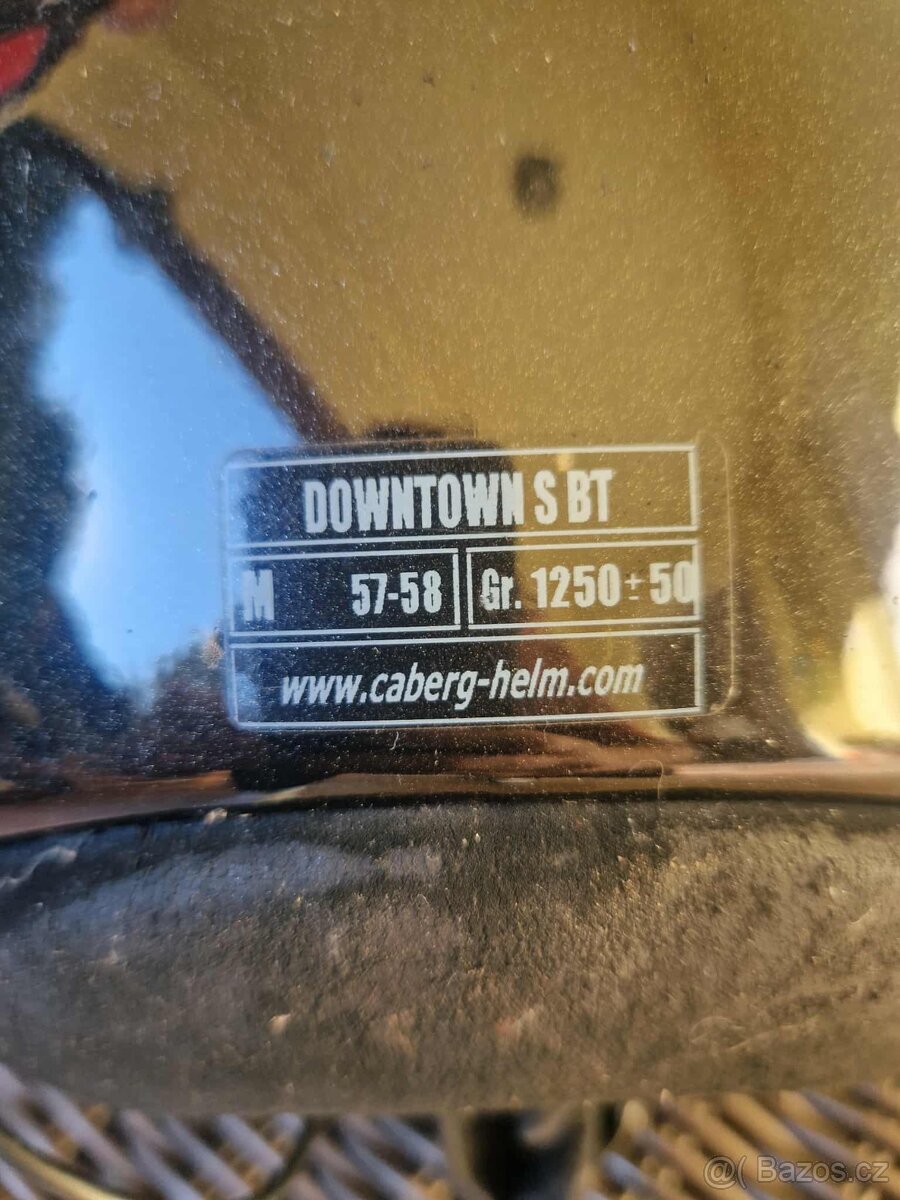 DOWNTOWN S BT
M 57-58 Gr. 1250±50
www.caberg-helm.com
@( Bazos.cz